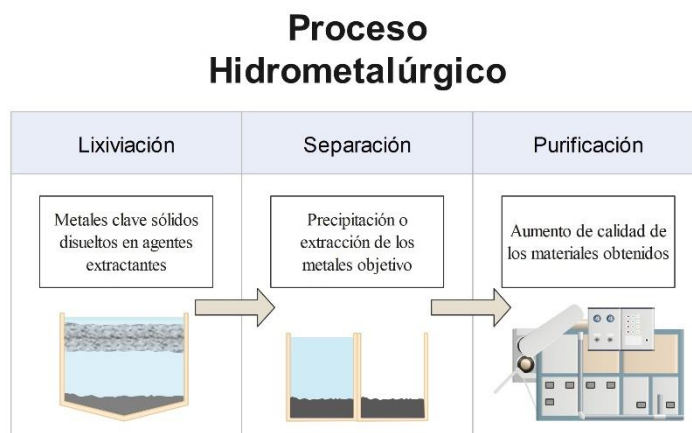 Proceso
Hidrometalúrgico
Lixiviación
Separación
Purificación
Metales clave sólidos
disueltos en agentes
extractantes
Precipitación o
extracción de los
metales objetivo
Aumento de calidad de
los materiales obtenidos